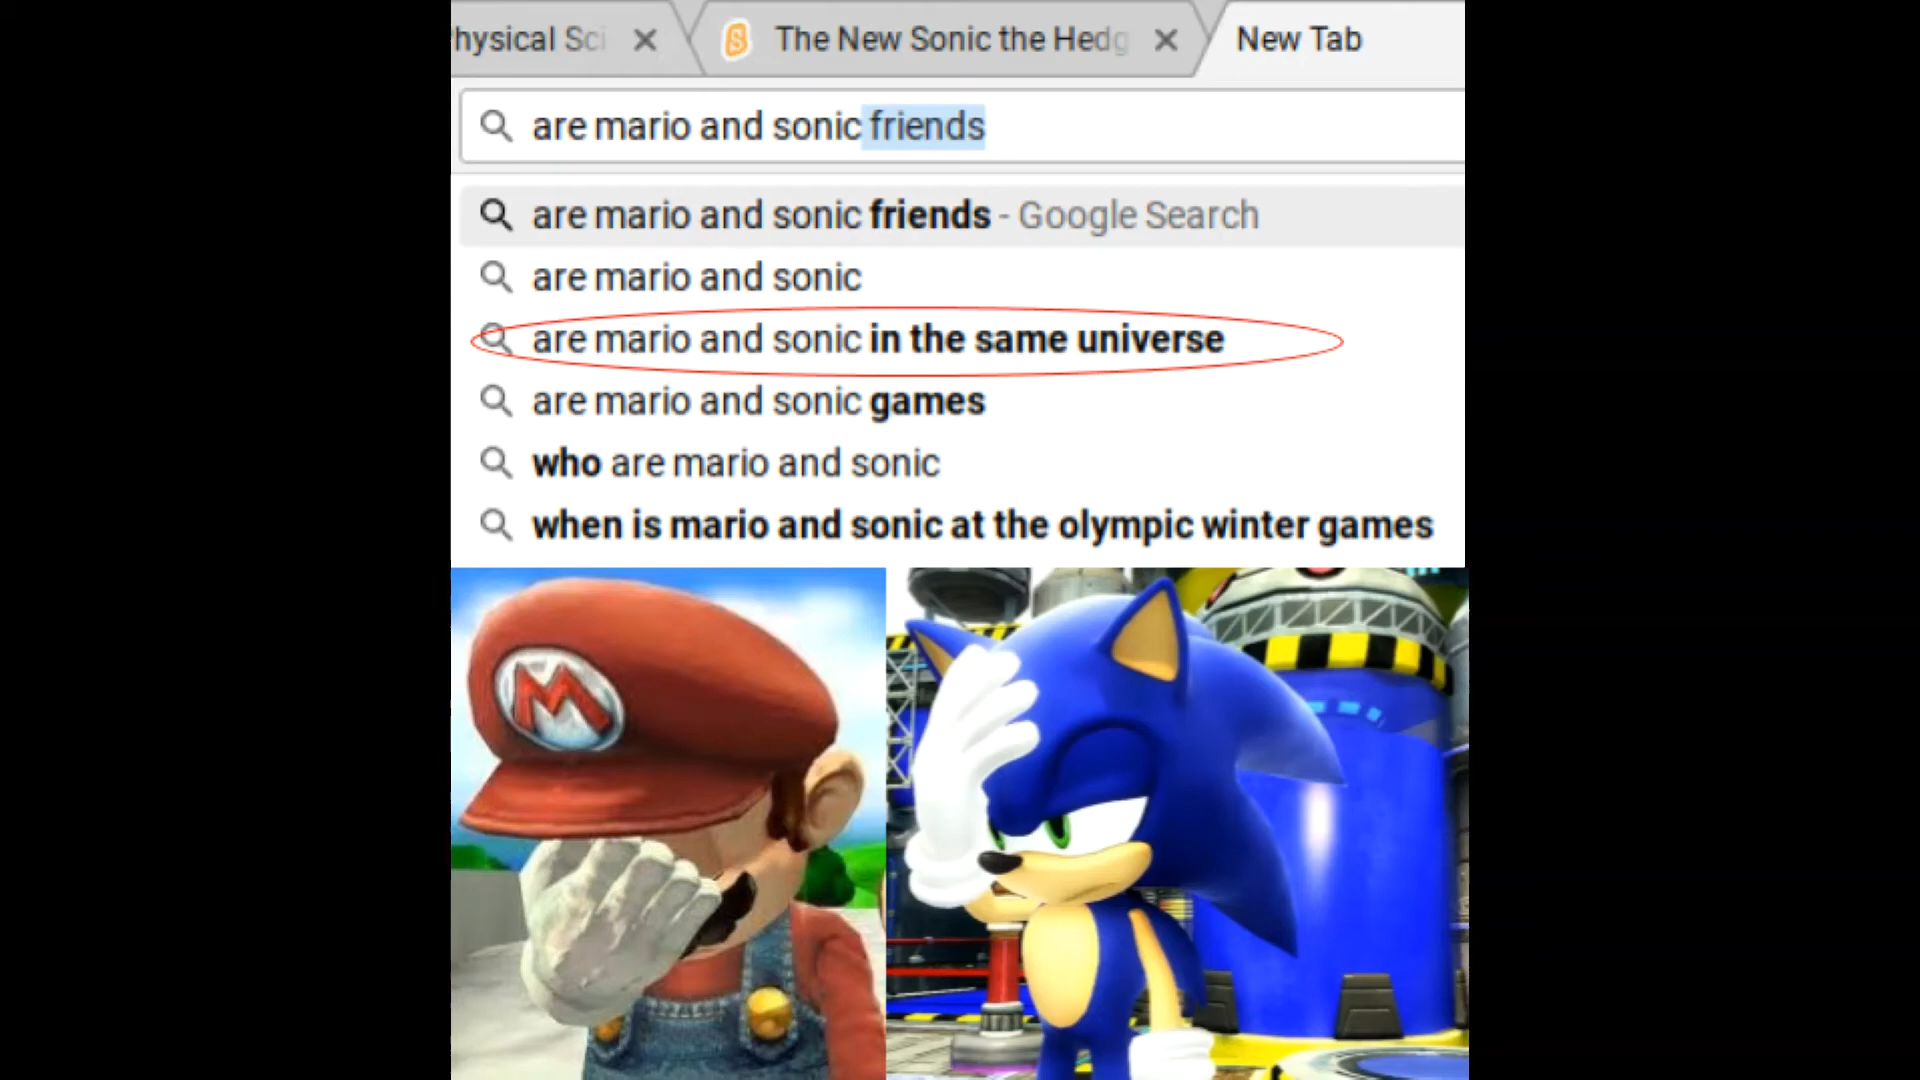 hysical Sci
The New Sonic the Hedg
New Tab
are mario and sonic friends
are mario and sonic friends - Google Search
are mario and sonic
are mario and sonic in the same universe
are mario and sonic games
who are mario and sonic
when is mario and sonic at the olympic winter games
M